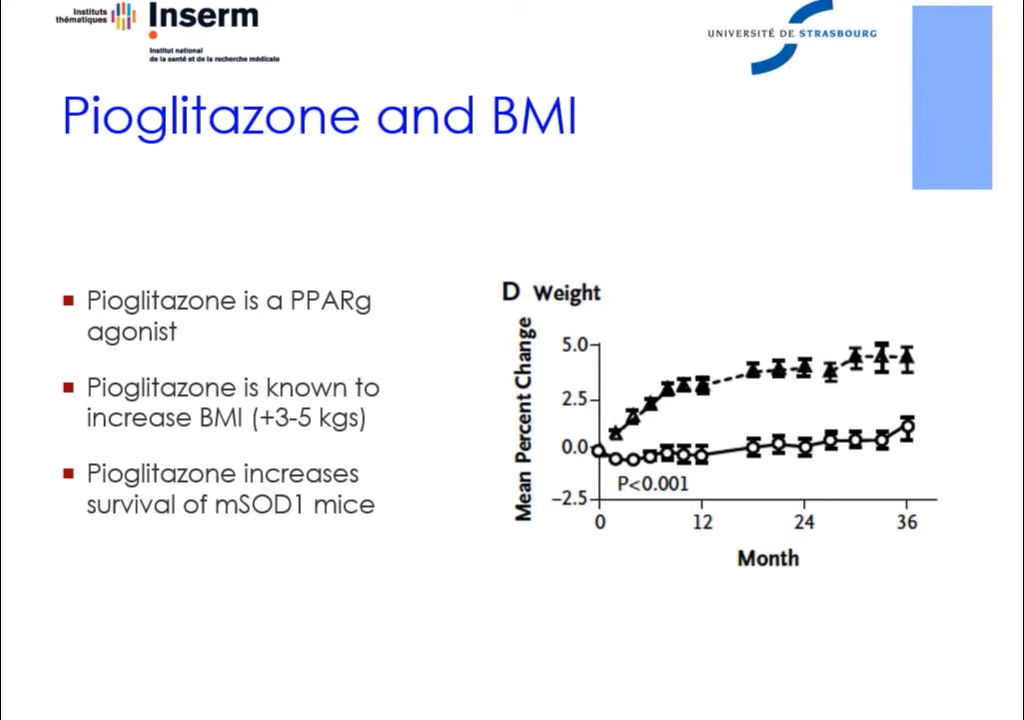 Instituts
thématiques
Inserm
Institut national
de la santé et de la recherche médicale
UNIVERSITÉ DE STRASBOURG
Pioglitazone and BMI
Pioglitazone is a PPARg
agonist
Pioglitazone is known to
increase BMI (+3-5 kgs)
Pioglitazone increases
survival of mSOD1 mice
D Weight
Mean Percent Change
5.0
2.5
0.0
−2.5
P<0.001
0 12 24 36
Month